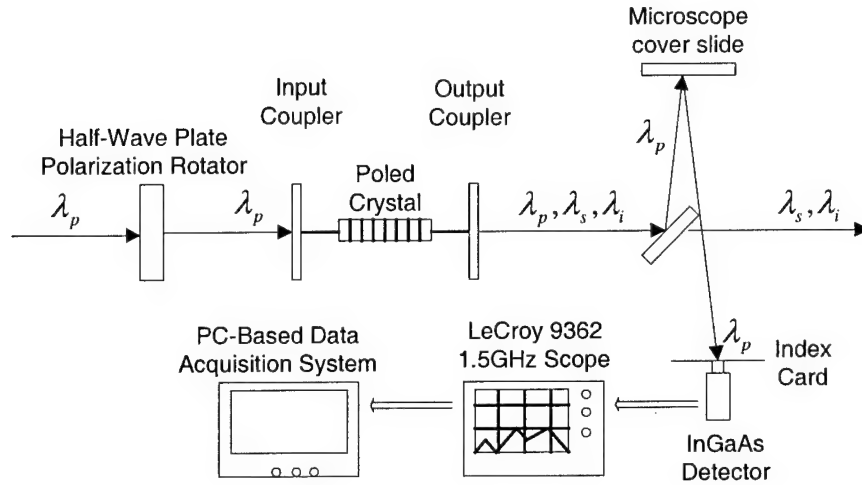 Microscope
cover slide
Input
Coupler
Output
Coupler
Half-Wave Plate
Polarization Rotator
Poled
Crystal
λp
λp
λp
λp, λs, λi
λs, λi
λp
PC-Based Data
Acquisition System
LeCroy 9362
1.5GHz Scope
Index
Card
InGaAs
Detector